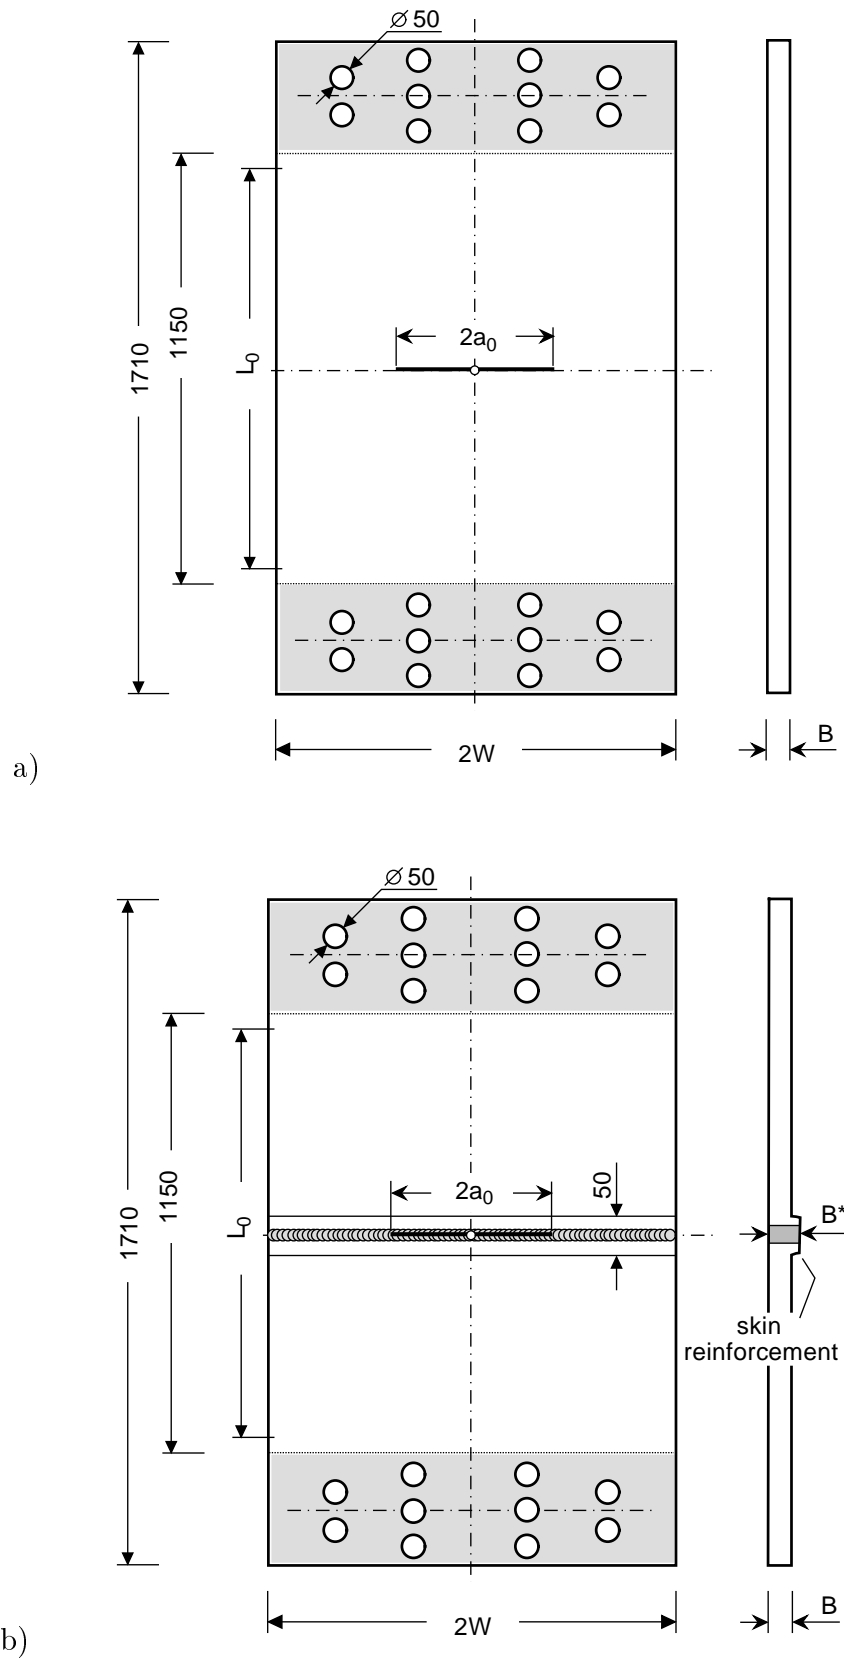 ⌀ 50
1710
1150
L₀
2a₀
2W
B
a)
⌀ 50
1710
1150
L₀
2a₀
50
B*
skin
reinforcement
2W
B
b)